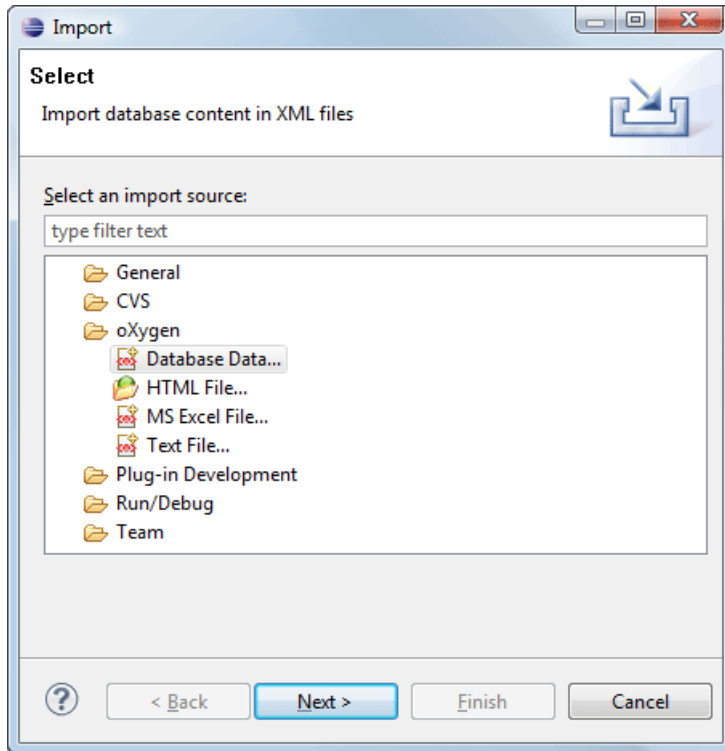 Import
Select
Import database content in XML files
Select an import source:
type filter text
General
CVS
oXygen
Database Data...
HTML File...
MS Excel File...
Text File...
Plug-in Development
Run/Debug
Team
? < Back Next > Finish Cancel